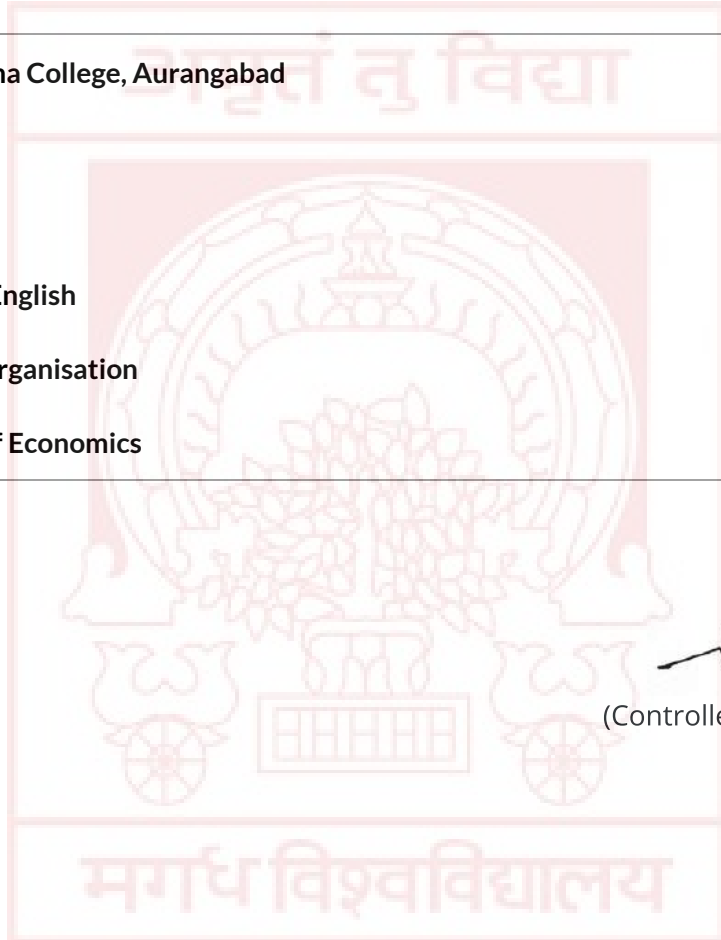 अमृतं तु विद्या
na College, Aurangabad
English
rganisation
f Economics
(Controlle
मगध विश्वविद्यालय